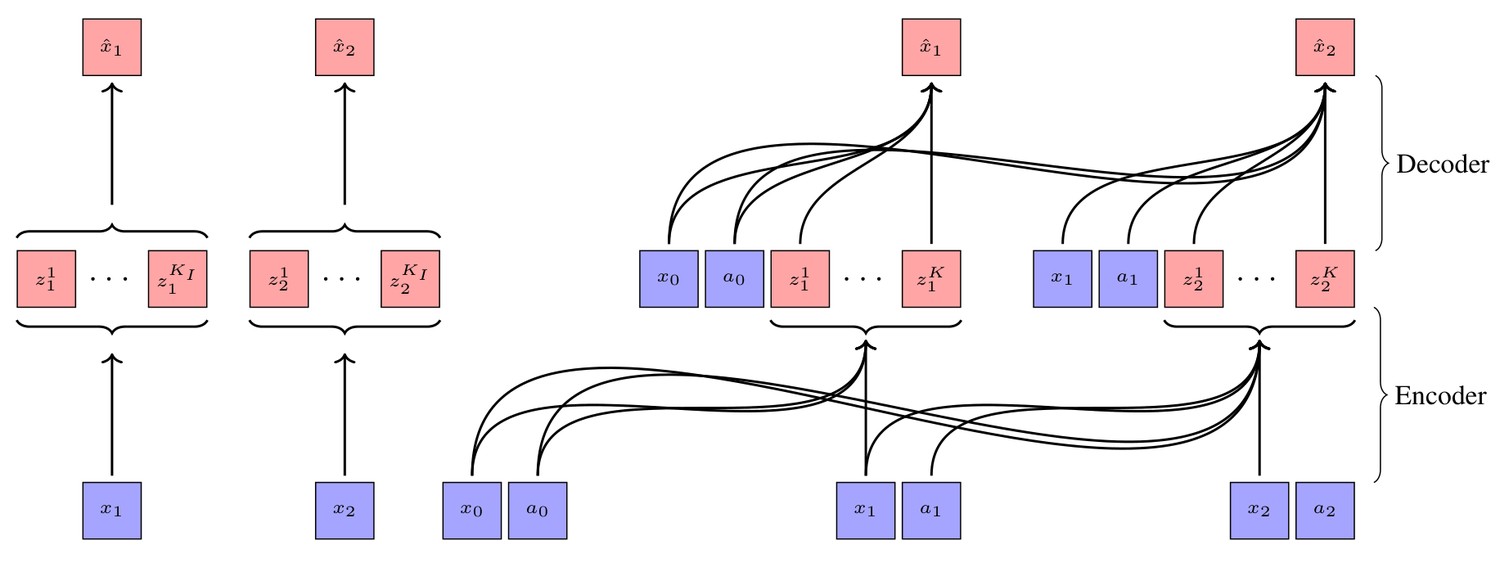 x̂₁ x̂₂ x̂₁ x̂₂
Decoder
z₁¹ ··· z₁^{K_I} z₂¹ ··· z₂^{K_I} x₀ a₀ z₁¹ ··· z₁^K x₁ a₁ z₂¹ ··· z₂^K
Encoder
x₁ x₂ x₀ a₀ x₁ a₁ x₂ a₂